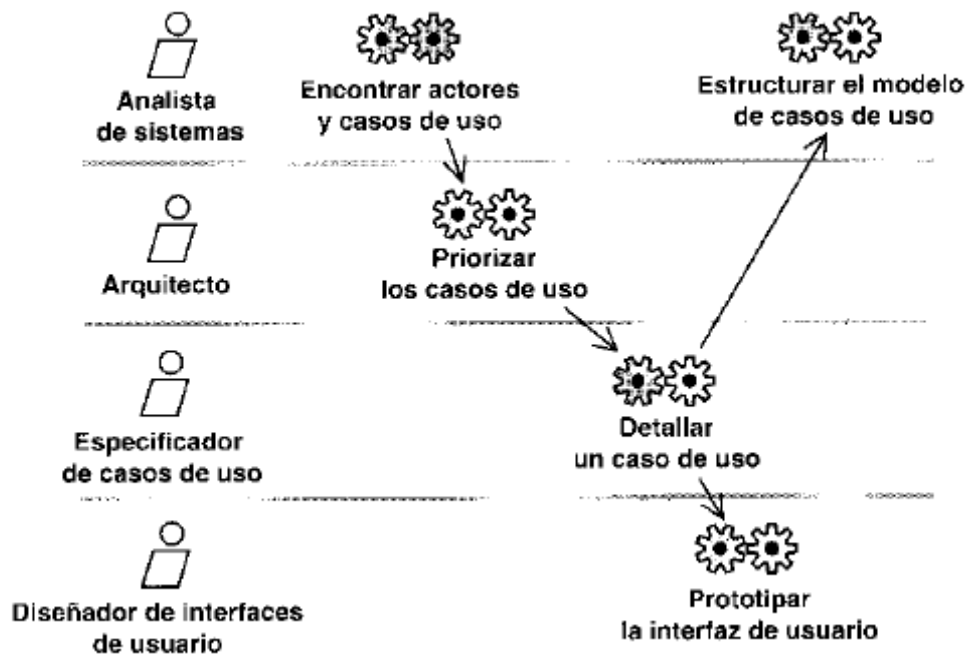 Analista
de sistemas
Encontrar actores
y casos de uso
Estructurar el modelo
de casos de uso
Arquitecto
Priorizar
los casos de uso
Especificador
de casos de uso
Detallar
un caso de uso
Diseñador de interfaces
de usuario
Prototipar
la interfaz de usuario